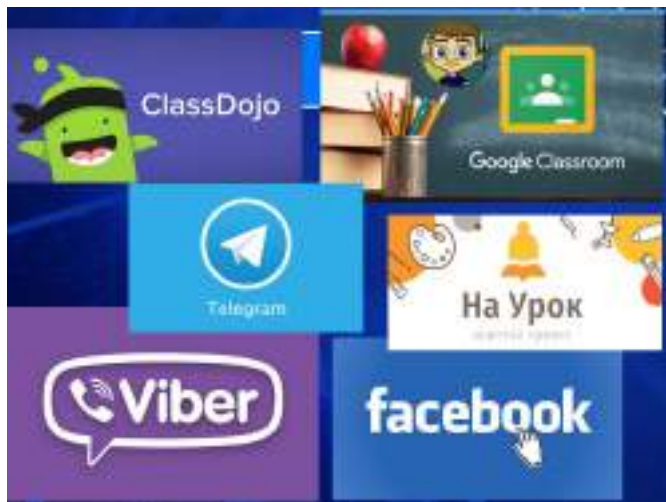 ClassDojo
Google Classroom
Telegram
На Урок
Viber
facebook